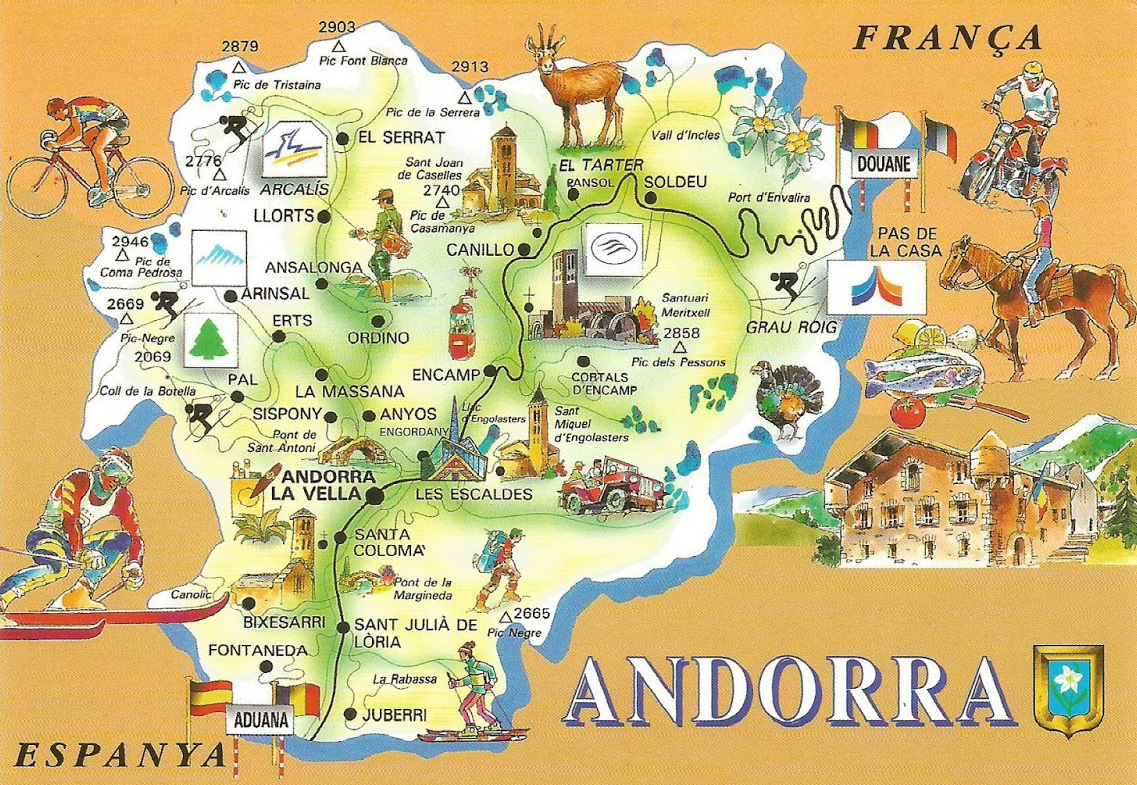 2903
Pic Font Blanca
2879
Pic de Tristaina
2913
Pic de la Serrera
FRANÇA
EL SERRAT
Vall d'Incles
DOUANE
2776
Pic d'Arcalís
ARCALÍS
Sant Joan
de Caselles
2740
Pic de
Casamanya
EL TARTER
RANSOL
SOLDEU
Port d'Envalira
LLORTS
PAS DE
LA CASA
2946
Pic de
Coma Pedrosa
CANILLO
ANSALONGA
ARINSAL
2669
Pic Negre
Santuari
Meritxell
GRAU ROIG
ERTS
ORDINO
2858
Pic dels Pessons
2069
Coll de la Botella
PAL
LA MASSANA
ENCAMP
CORTALS
D'ENCAMP
SISPONY
ANYOS
ENGORDANY
Llac
d'Engolasters
Sant
Miquel
d'Engolasters
Pont de
Sant Antoni
ANDORRA
LA VELLA
LES ESCALDES
SANTA
COLOMA
Pont de la
Margineda
Canolic
BIXESARRI
2665
Pic Negre
SANT JULIÀ DE
LÒRIA
FONTANEDA
La Rabassa
JUBERRI
ADUANA
ESPANYA
ANDORRA